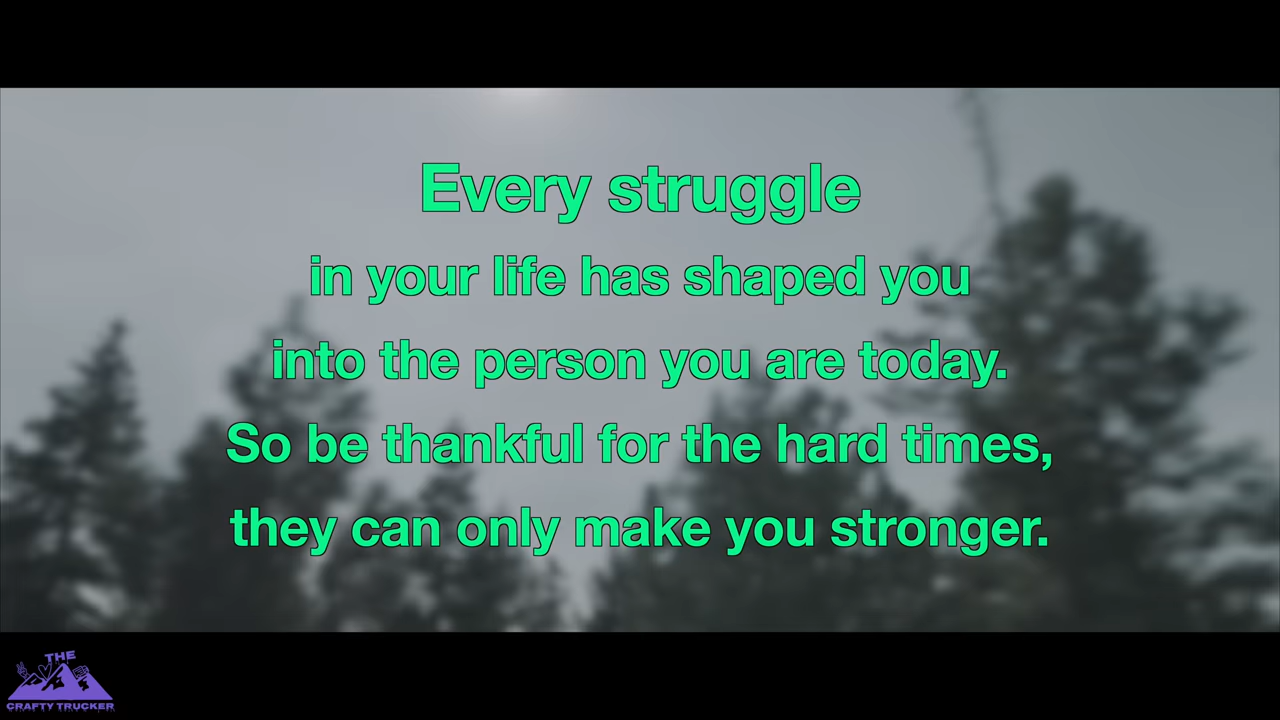 Every struggle
in your life has shaped you
into the person you are today.
So be thankful for the hard times,
they can only make you stronger.
THE
CRAFTY TRUCKER